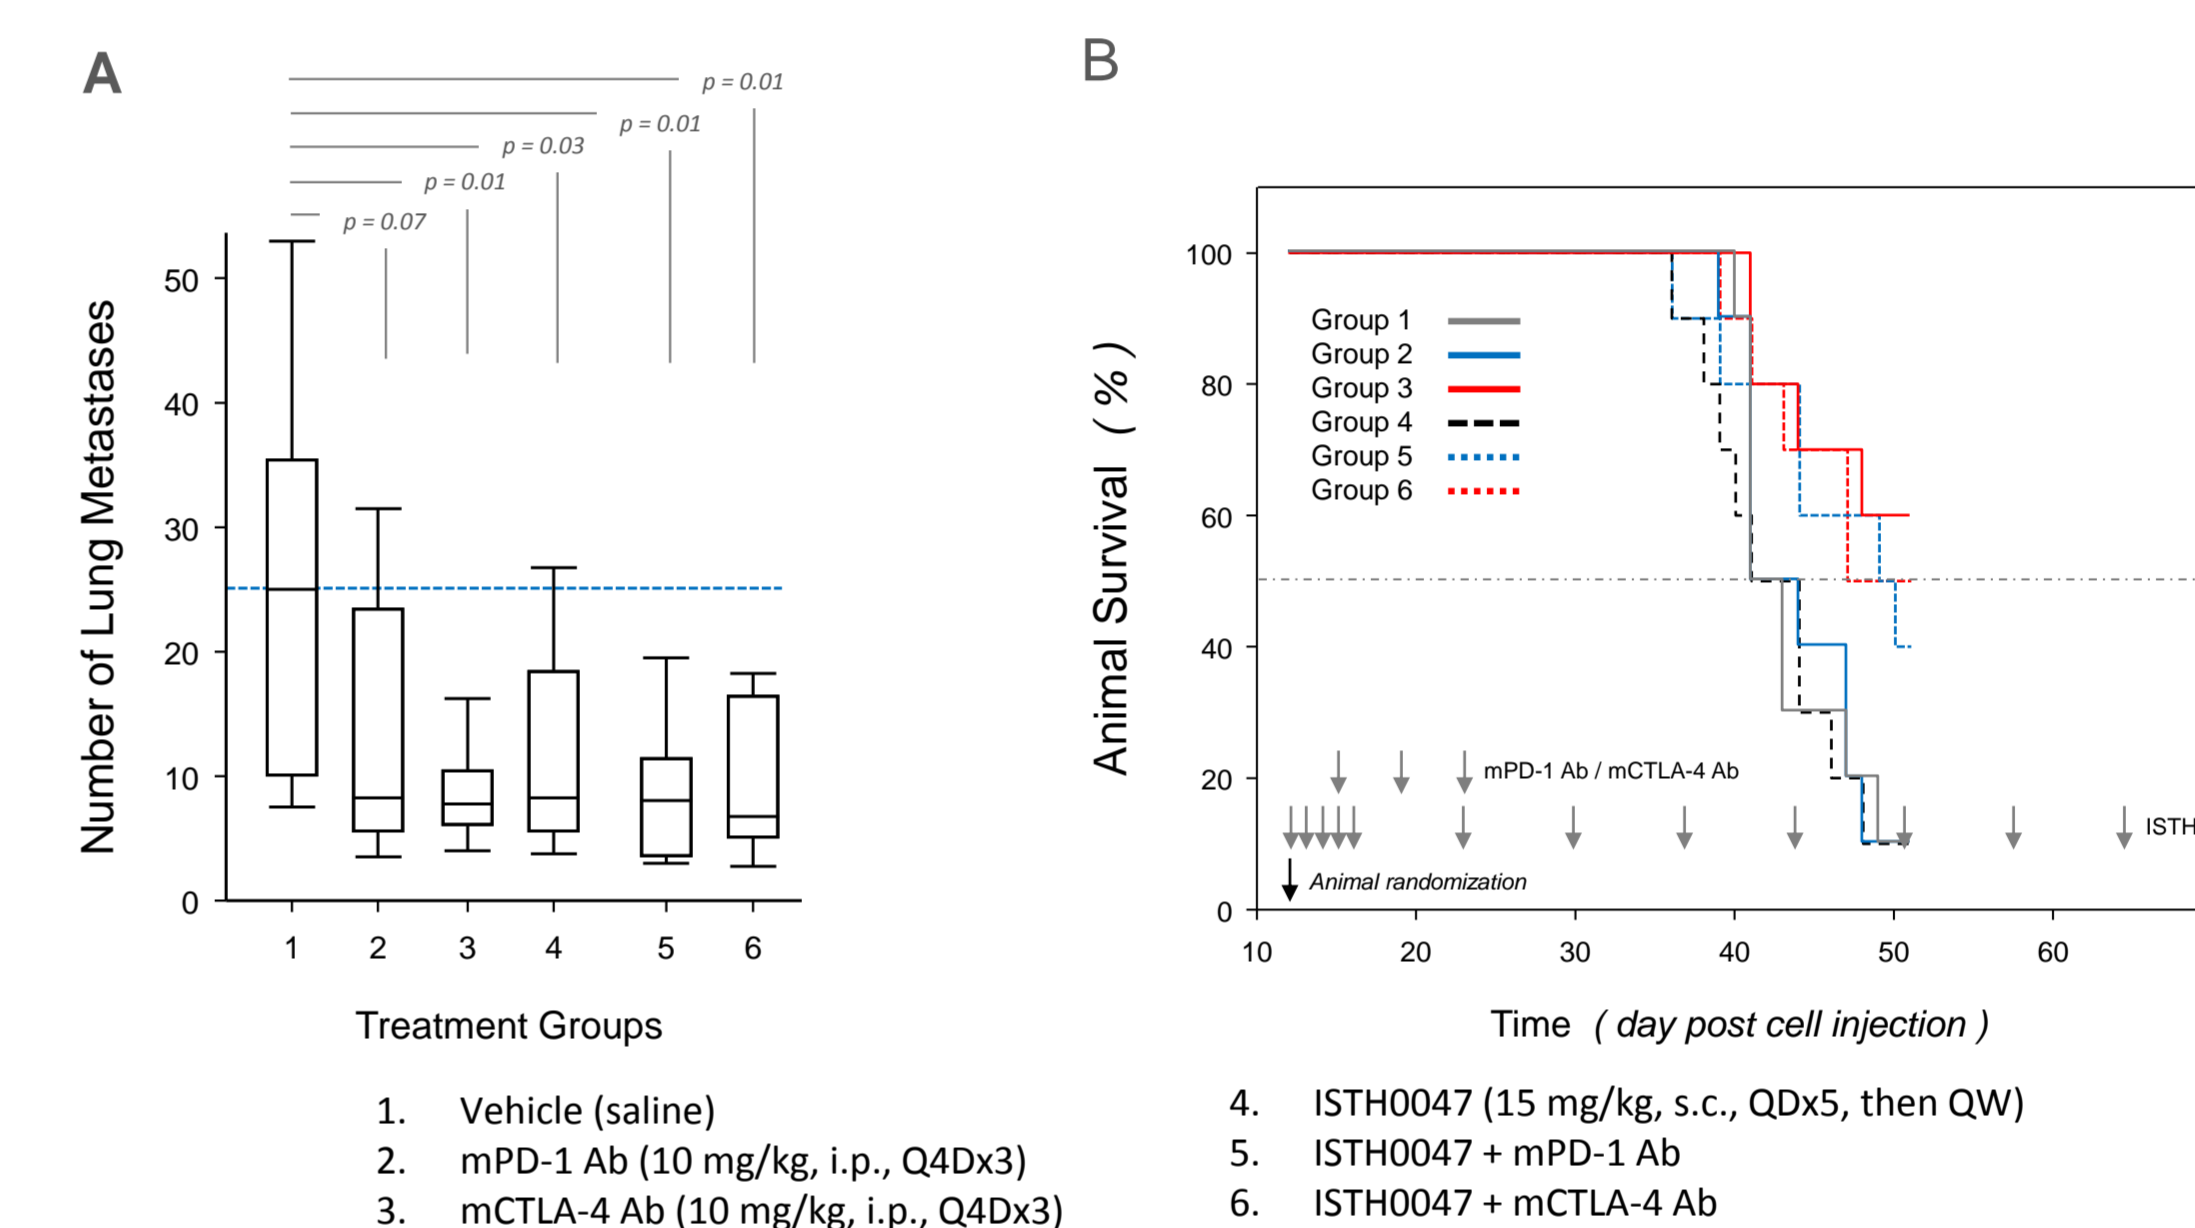 A
p = 0.01
p = 0.01
p = 0.03
p = 0.01
p = 0.07
Number of Lung Metastases
50
40
30
20
10
0
1 2 3 4 5 6
Treatment Groups
1. Vehicle (saline)
2. mPD-1 Ab (10 mg/kg, i.p., Q4Dx3)
3. mCTLA-4 Ab (10 mg/kg, i.p., Q4Dx3)
B
Animal Survival ( % )
100
80
60
40
20
0
Group 1
Group 2
Group 3
Group 4
Group 5
Group 6
mPD-1 Ab / mCTLA-4 Ab
ISTH
Animal randomization
10 20 30 40 50 60
Time ( day post cell injection )
4. ISTH0047 (15 mg/kg, s.c., QDx5, then QW)
5. ISTH0047 + mPD-1 Ab
6. ISTH0047 + mCTLA-4 Ab